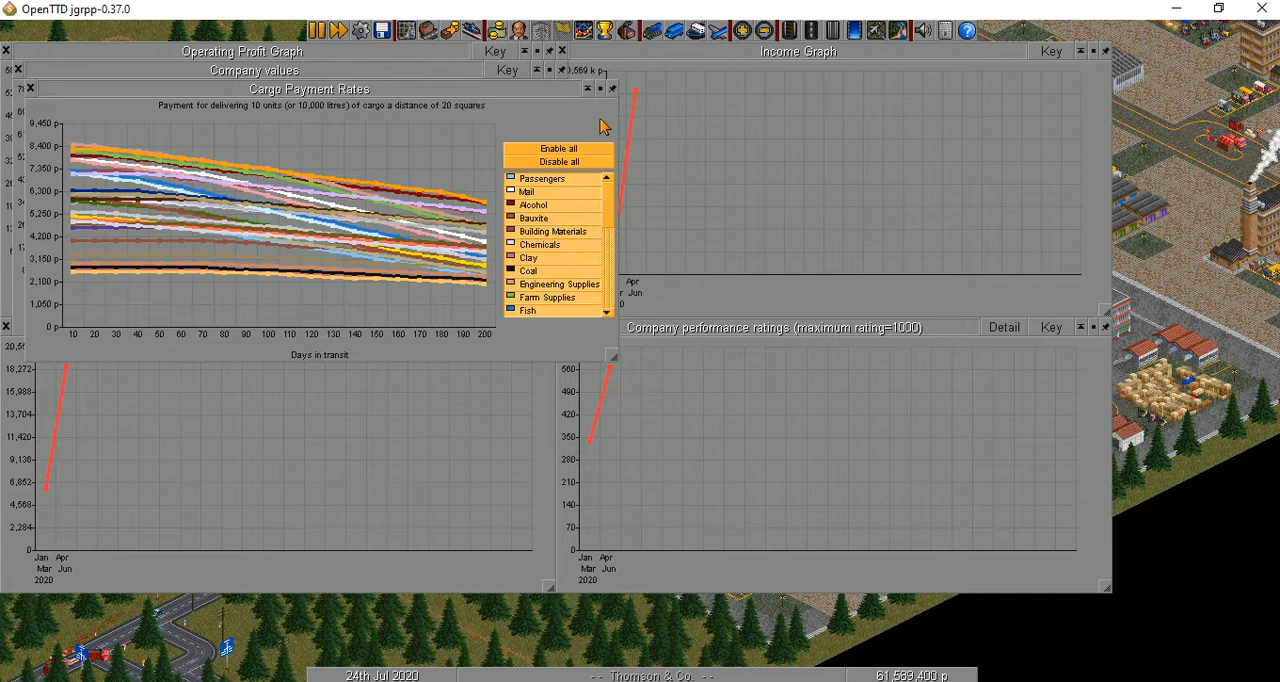 OpenTTD jgrpp-0.37.0
Operating Profit Graph
Key
Income Graph
Key
Company values
Key
Cargo Payment Rates
Payment for delivering 10 units (or 10,000 litres) of cargo a distance of 20 squares
9,450 p
8,400 p
7,350 p
6,300 p
5,250 p
4,200 p
3,150 p
2,100 p
1,050 p
0 p
10 20 30 40 50 60 70 80 90 100 110 120 130 140 150 160 170 180 190 200
Days in transit
Enable all
Disable all
Passengers
Mail
Alcohol
Bauxite
Building Materials
Chemicals
Clay
Coal
Engineering Supplies
Farm Supplies
Fish
Apr
Jun
Company performance ratings (maximum rating=1000)
Detail
Key
18,272
15,988
13,704
11,420
9,136
6,852
4,568
2,284
0
Jan Apr
Mar Jun
2020
560
490
420
350
280
210
140
70
0
Jan Apr
Mar Jun
2020
24th Jul 2020
-- Thomson & Co. --
61,589,400 p